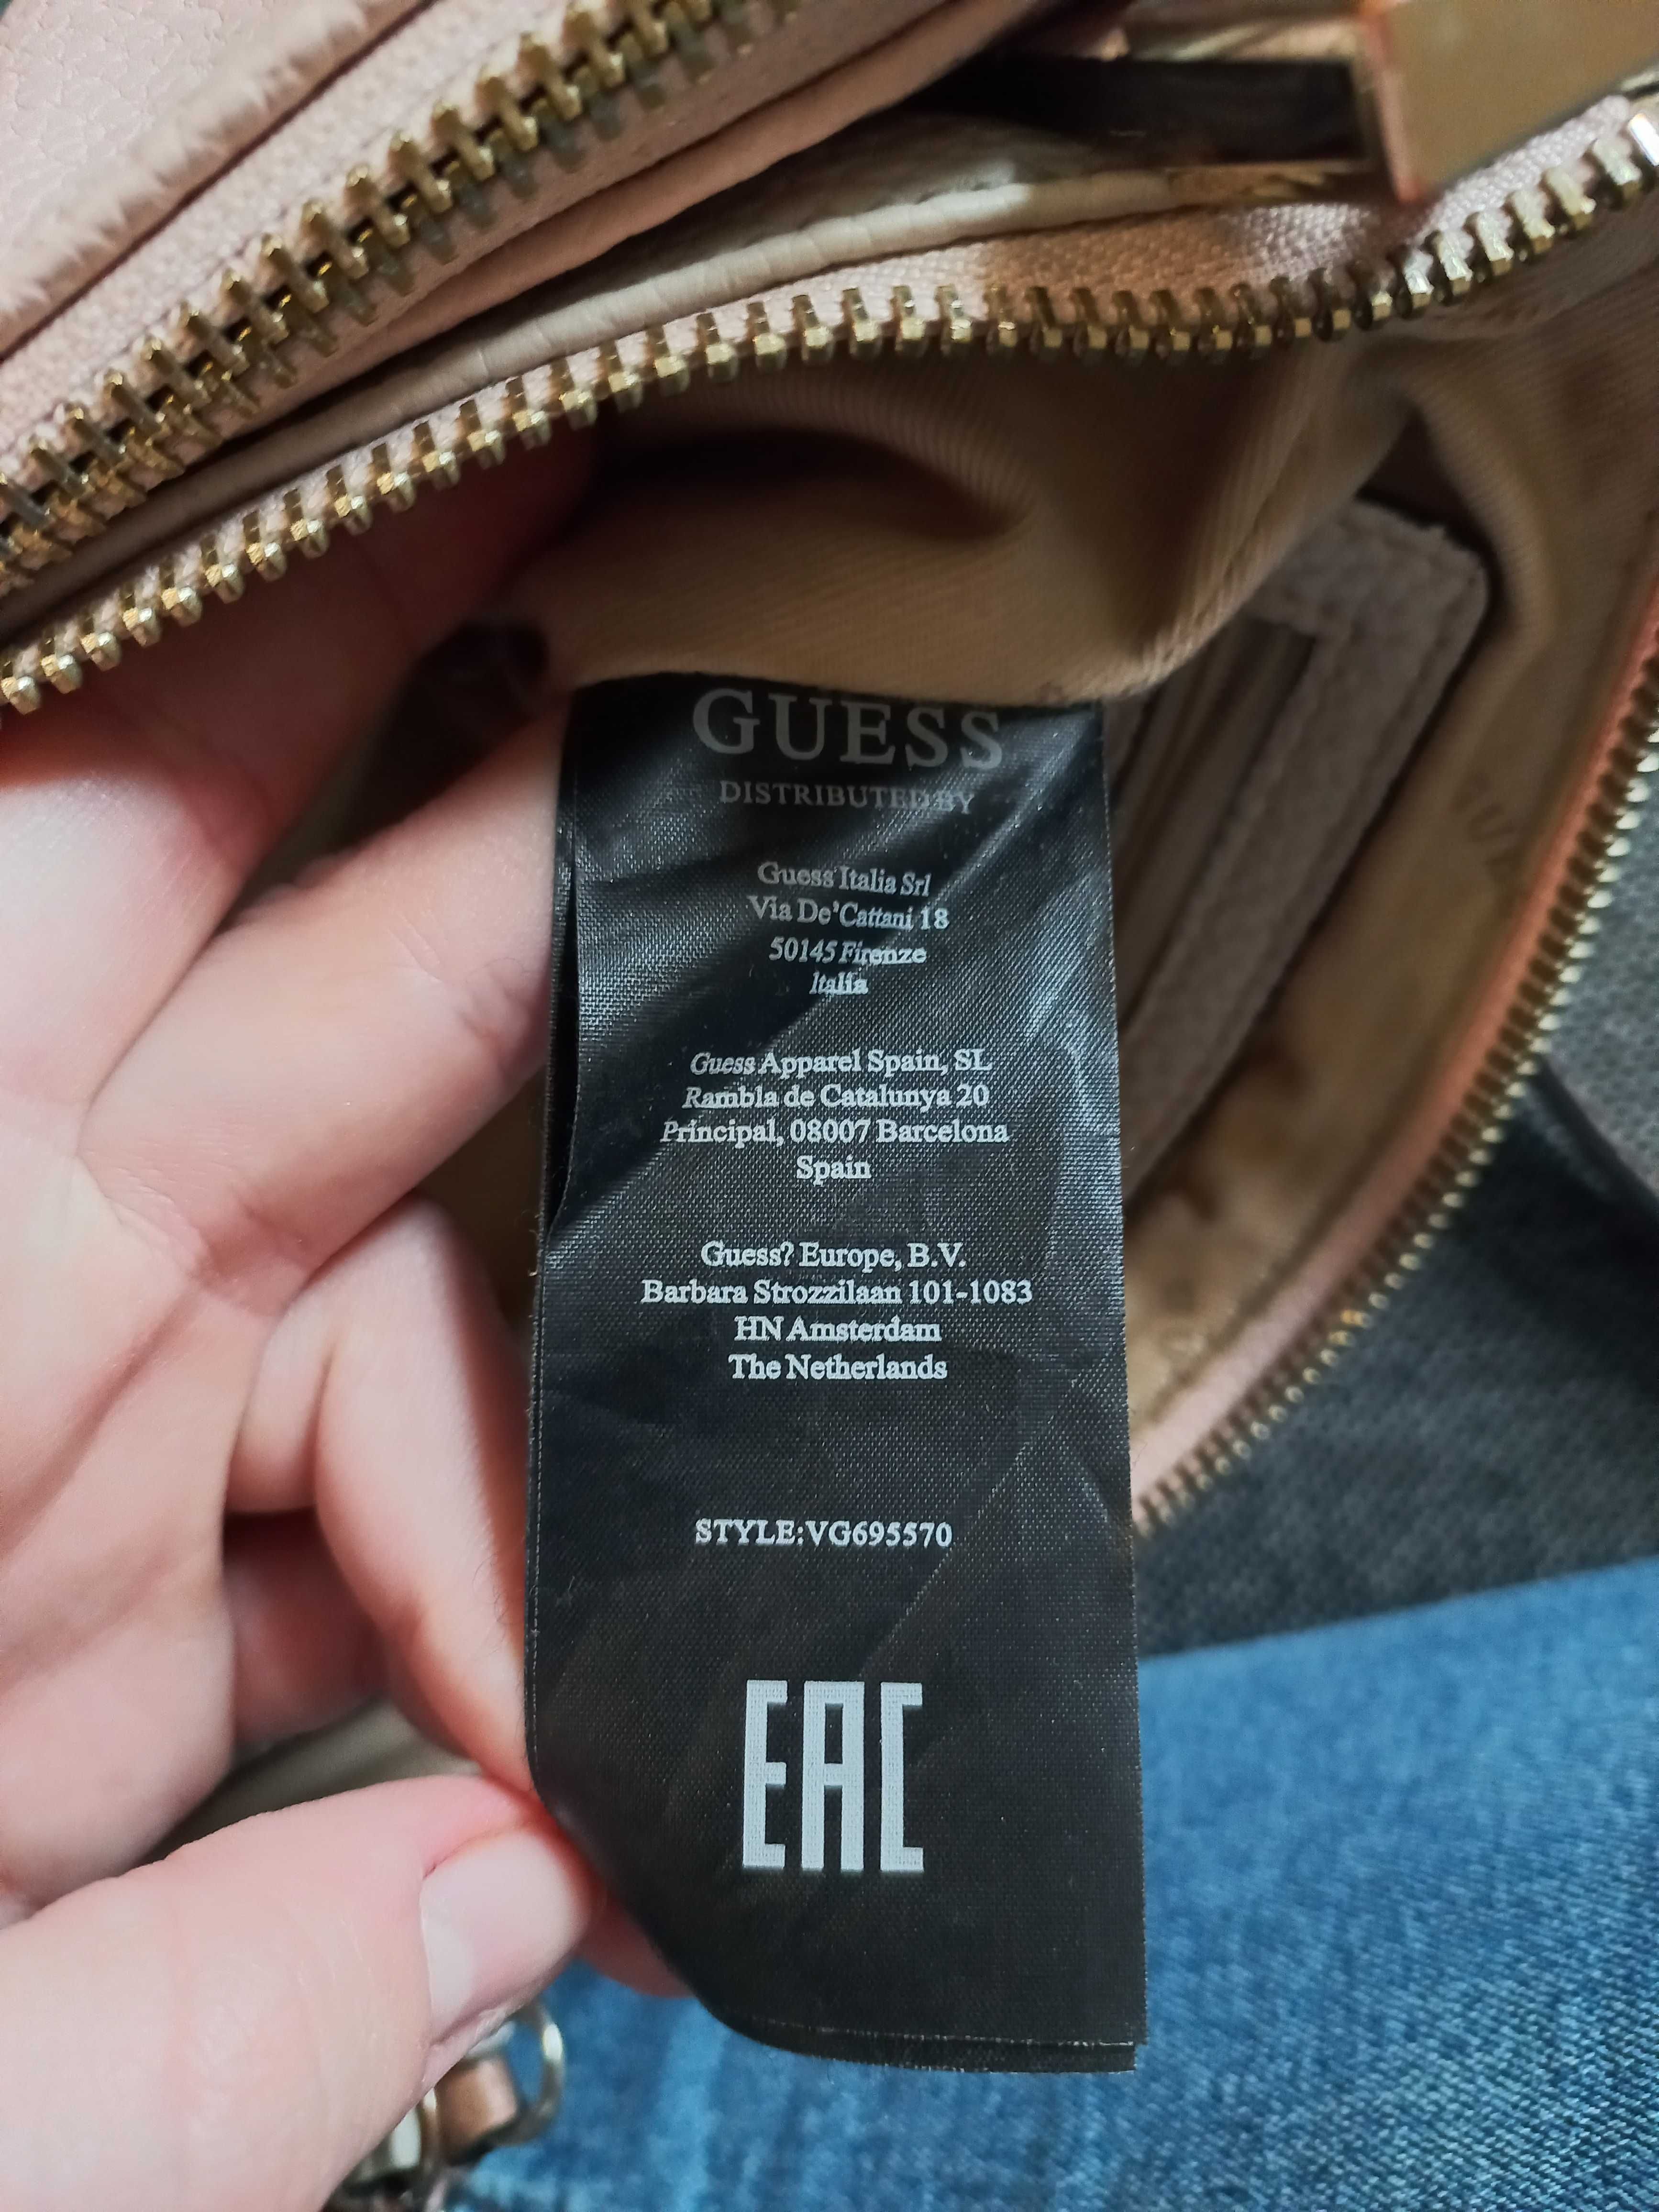 GUESS
DISTRIBUTED BY
Guess Italia Srl
Via De'Cattani 18
50145 Firenze
Italia
Guess Apparel Spain, SL
Rambla de Catalunya 20
Principal, 08007 Barcelona
Spain
Guess? Europe, B.V.
Barbara Strozzilaan 101-1083
HN Amsterdam
The Netherlands
STYLE:VG695570
EAC